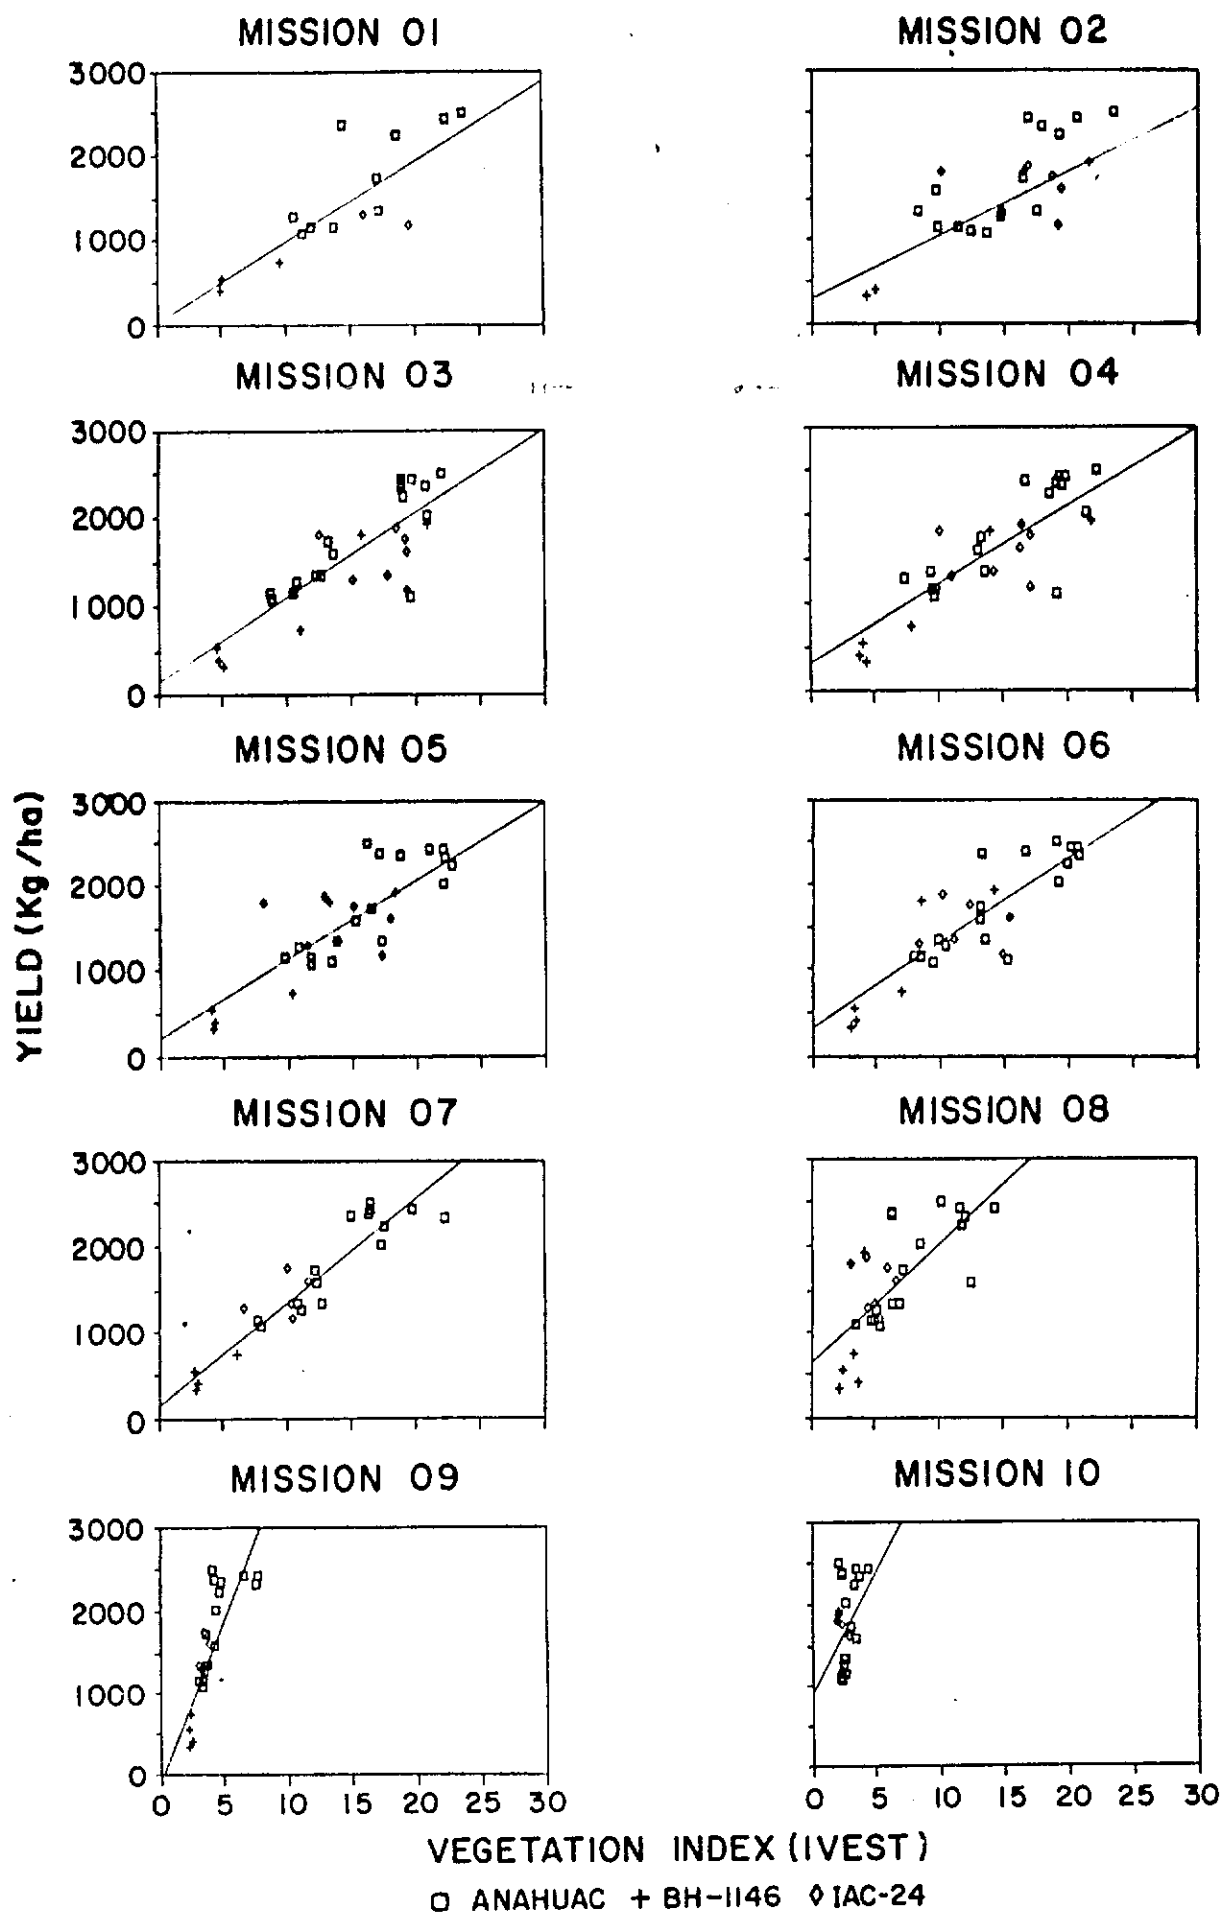 MISSION 01
MISSION 02
3000
2000
1000
0
MISSION 03
MISSION 04
3000
2000
1000
0
MISSION 05
MISSION 06
YIELD (Kg/ha)
3000
2000
1000
0
MISSION 07
MISSION 08
3000
2000
1000
0
MISSION 09
MISSION 10
3000
2000
1000
0
0 5 10 15 20 25 30
0 5 10 15 20 25 30
VEGETATION INDEX (IVEST)
□ ANAHUAC + BH-1146 ◊ IAC-24